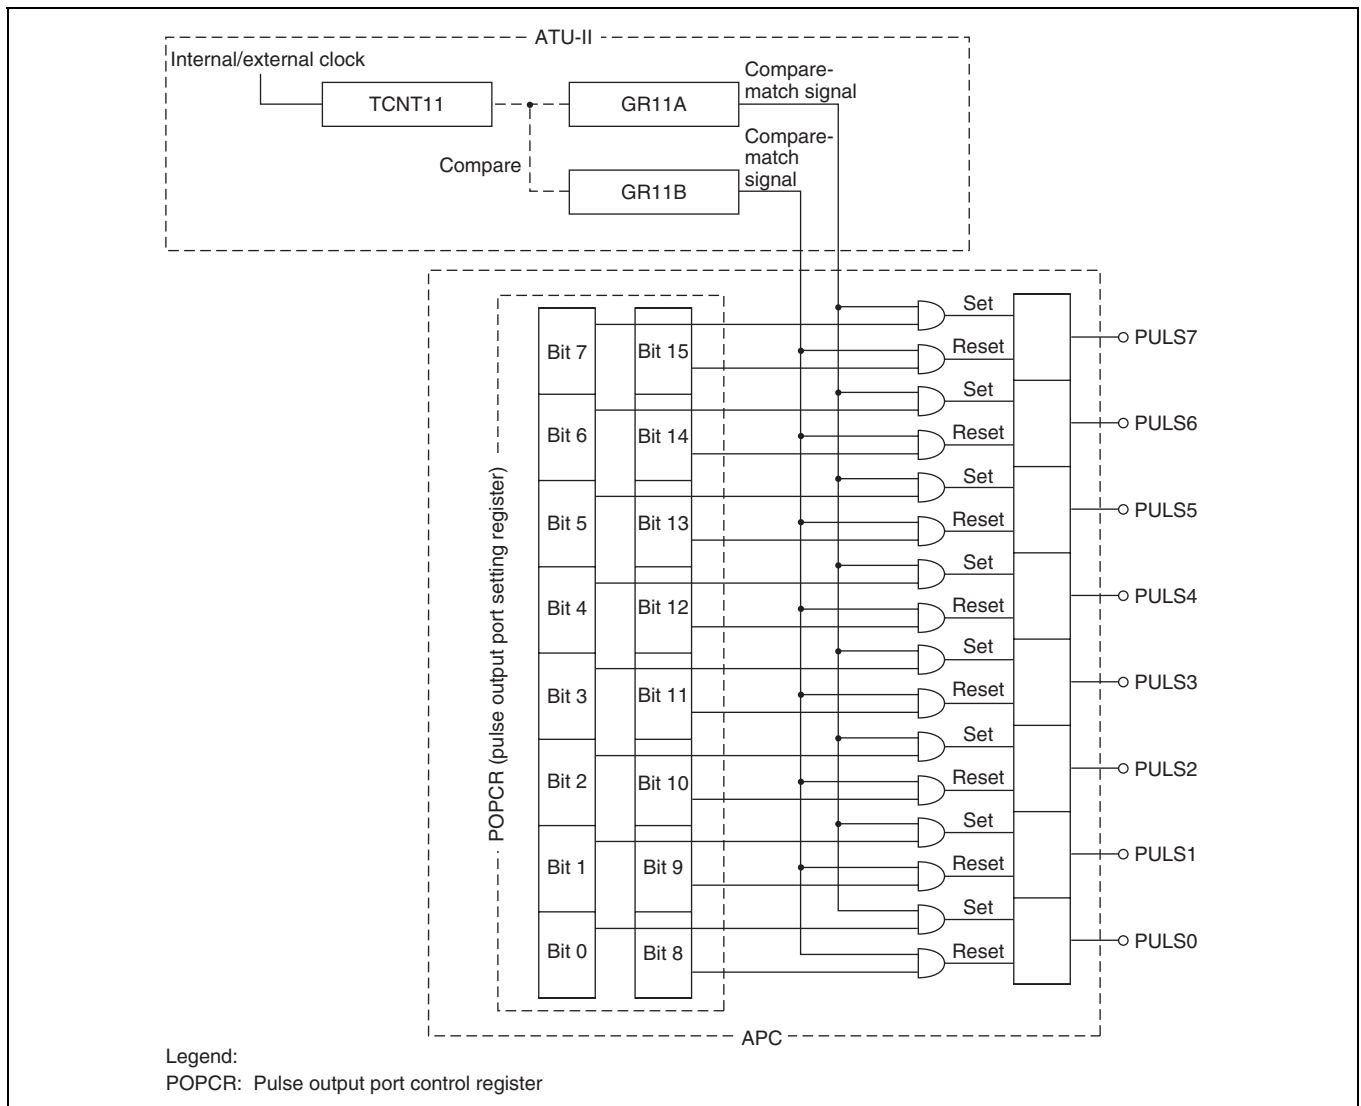 ATU-II
Internal/external clock
TCNT11
GR11A
Compare-
match signal
Compare
GR11B
Compare-
match
signal
POPCR (pulse output port setting register)
Bit 7
Bit 15
Set
Reset
PULS7
Bit 6
Bit 14
Set
Reset
PULS6
Bit 5
Bit 13
Set
Reset
PULS5
Bit 4
Bit 12
Set
Reset
PULS4
Bit 3
Bit 11
Set
Reset
PULS3
Bit 2
Bit 10
Set
Reset
PULS2
Bit 1
Bit 9
Set
Reset
PULS1
Bit 0
Bit 8
Set
Reset
PULS0
APC
Legend:
POPCR: Pulse output port control register